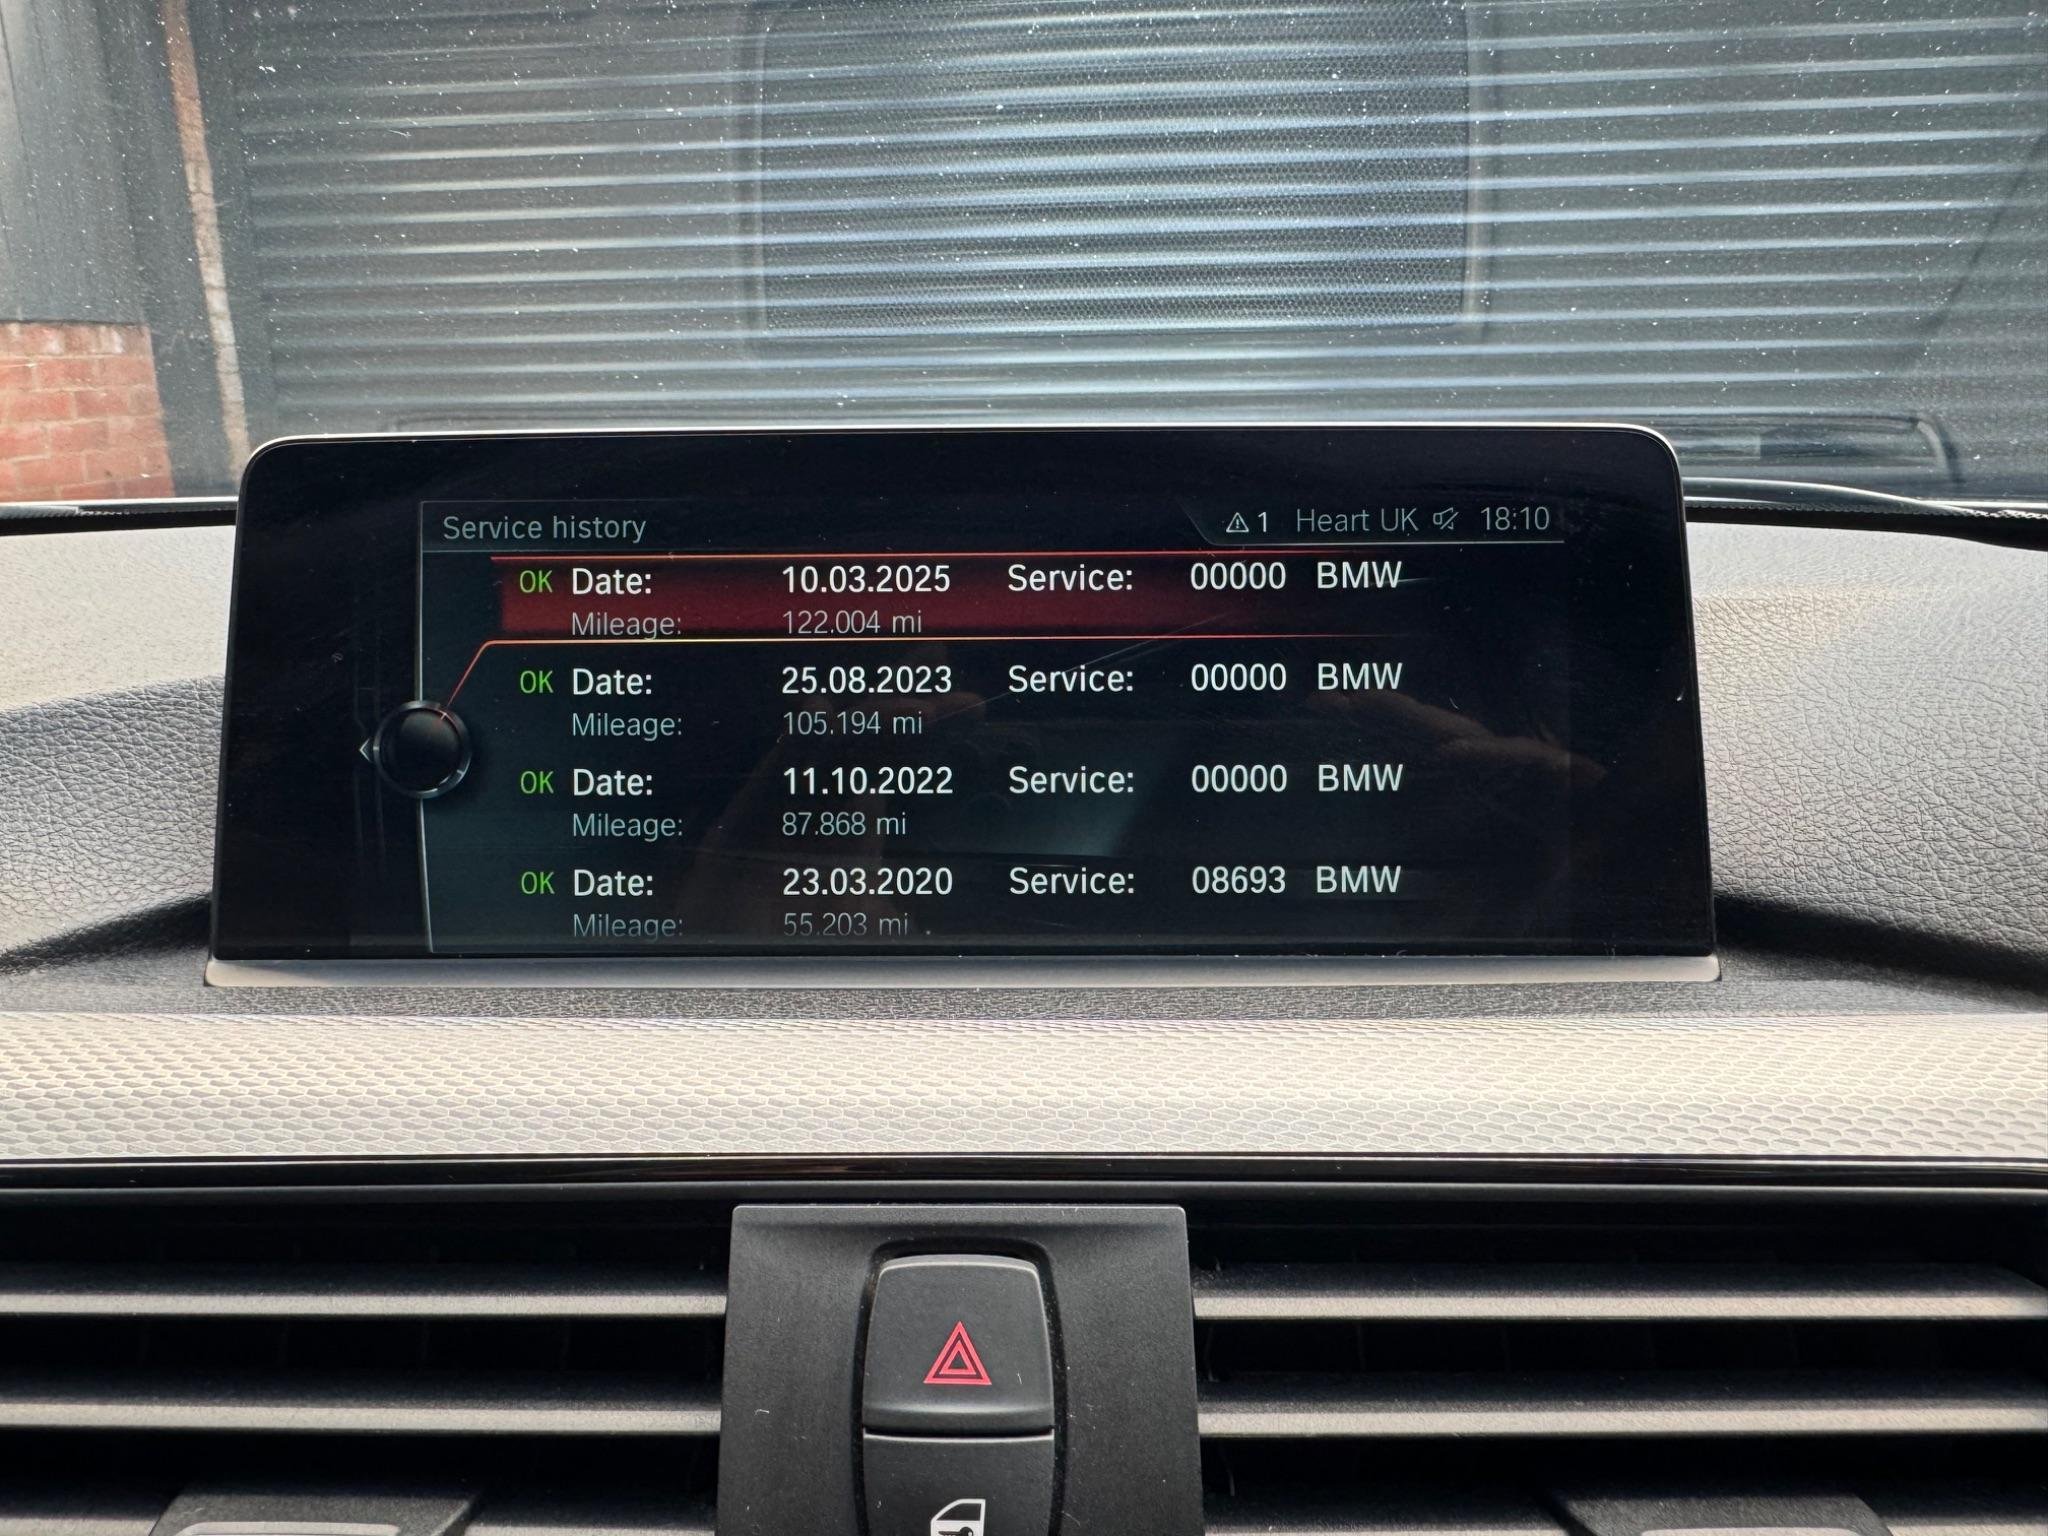 Service history ⚠ 1 Heart UK 18:10
OK Date: 10.03.2025 Service: 00000 BMW
Mileage: 122.004 mi
OK Date: 25.08.2023 Service: 00000 BMW
Mileage: 105.194 mi
OK Date: 11.10.2022 Service: 00000 BMW
Mileage: 87.868 mi
OK Date: 23.03.2020 Service: 08693 BMW
Mileage: 55.203 mi